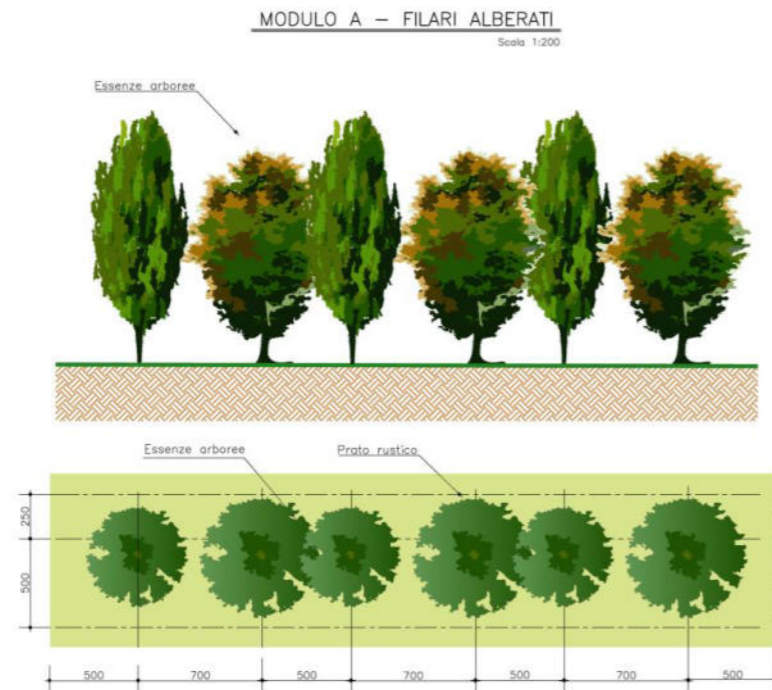 MODULO A – FILARI ALBERATI
Scala 1:200
Essenze arboree
Essenze arboree
Prato rustico
250
500
500 700 500 700 500 700 500